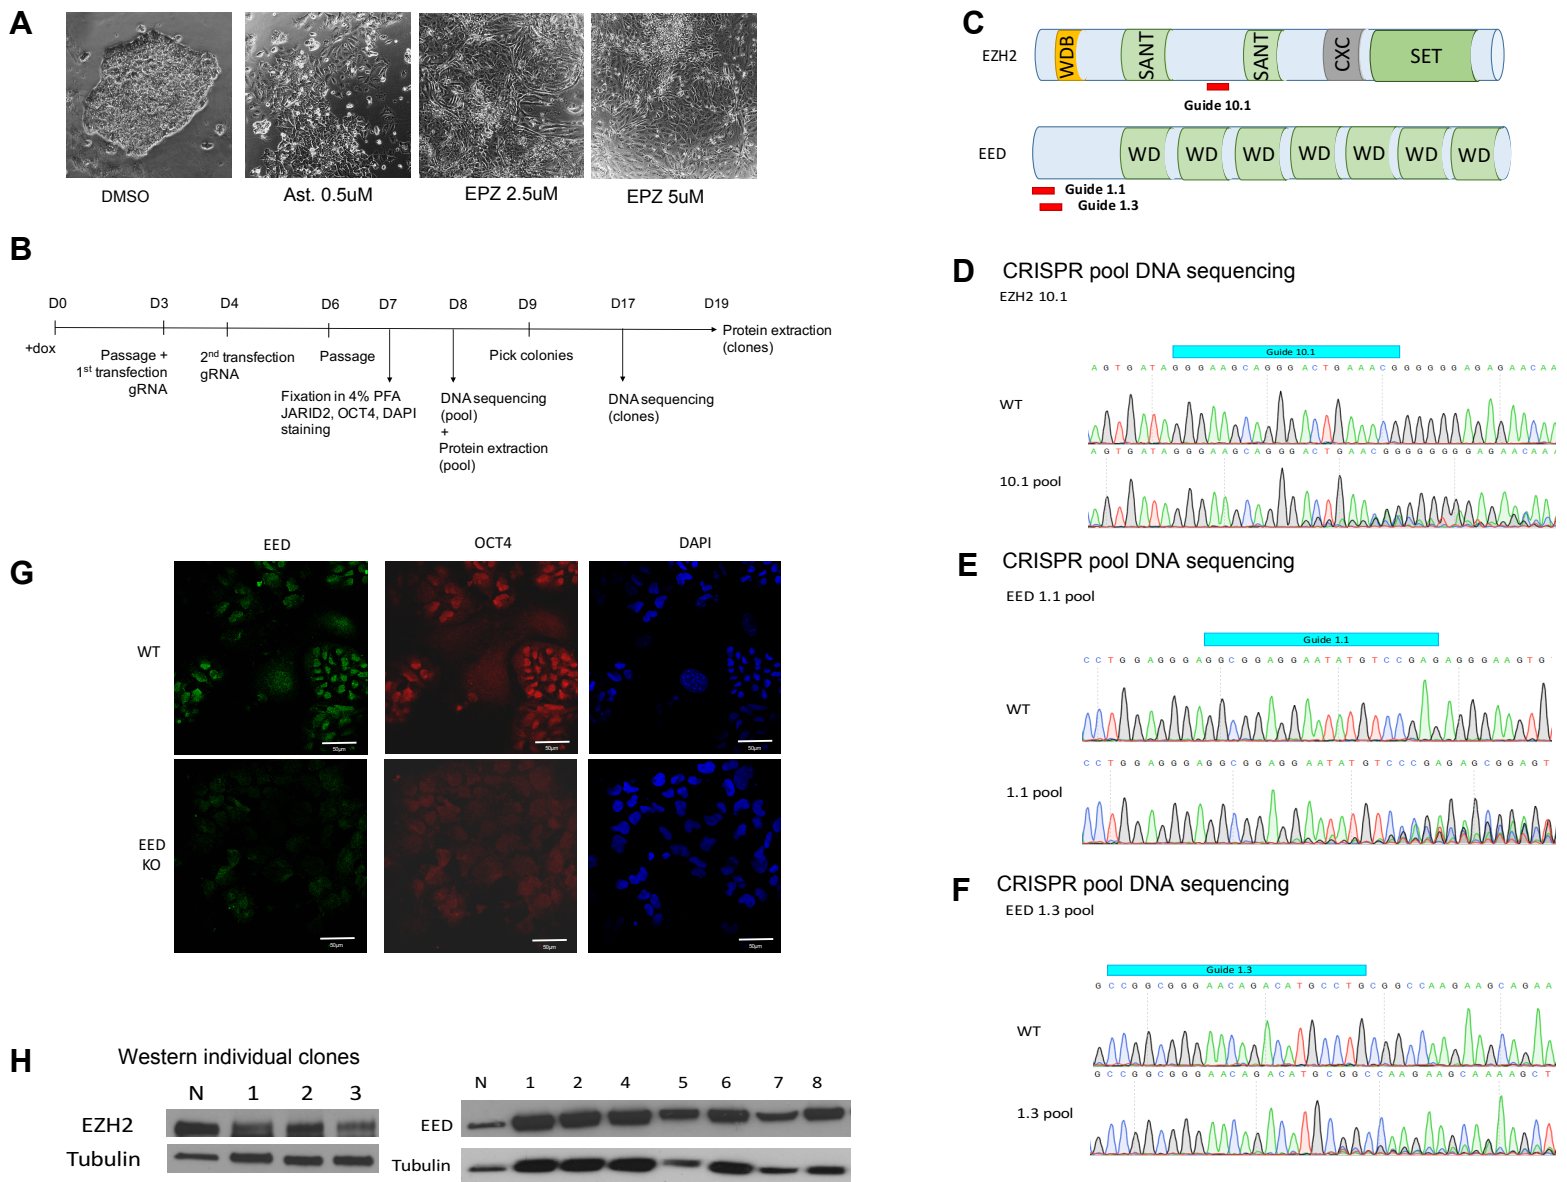 A
DMSO
Ast. 0.5uM
EPZ 2.5uM
EPZ 5uM
B
D0 D3 D4 D6 D7 D8 D9 D17 D19
+dox
Passage +
1st transfection
gRNA
2nd transfection
gRNA
Passage
Fixation in 4% PFA
JARID2, OCT4, DAPI
staining
DNA sequencing
(pool)
+
Protein extraction
(pool)
Pick colonies
DNA sequencing
(clones)
Protein extraction
(clones)
C
EZH2
WDB SANT SANT CXC SET
Guide 10.1
EED
WD WD WD WD WD WD WD
Guide 1.1
Guide 1.3
D CRISPR pool DNA sequencing
EZH2 10.1
Guide 10.1
A G T G A T A G G G A A G C A G G G A C T G A A A C G G G G G G A G A G A A C A A
WT
A G T G A T A G G G A A G C A G G G A C T G A A C G G G G G G G G A G A A C A A A
10.1 pool
E CRISPR pool DNA sequencing
EED 1.1 pool
Guide 1.1
C C T G G A G G G A G G C G G A G G A A T A T G T C C G A G A G G G A A G T G
WT
C C T G G A G G G A G G C G G A G G A A T A T G T C C C G A G A G C G G A G T
1.1 pool
F CRISPR pool DNA sequencing
EED 1.3 pool
Guide 1.3
G C C G G C G G G A A C A G A C A T G C C T G C G G C C A A G A A G C A G A A
WT
G C C G G C G G G A A C A G A C A T G C G G C C A A G A A G C A A A A G C T
1.3 pool
G
EED OCT4 DAPI
WT
50µm 50µm 50µm
EED
KO
50µm 50µm 50µm
H
Western individual clones
N 1 2 3
EZH2
Tubulin
N 1 2 4 5 6 7 8
EED
Tubulin